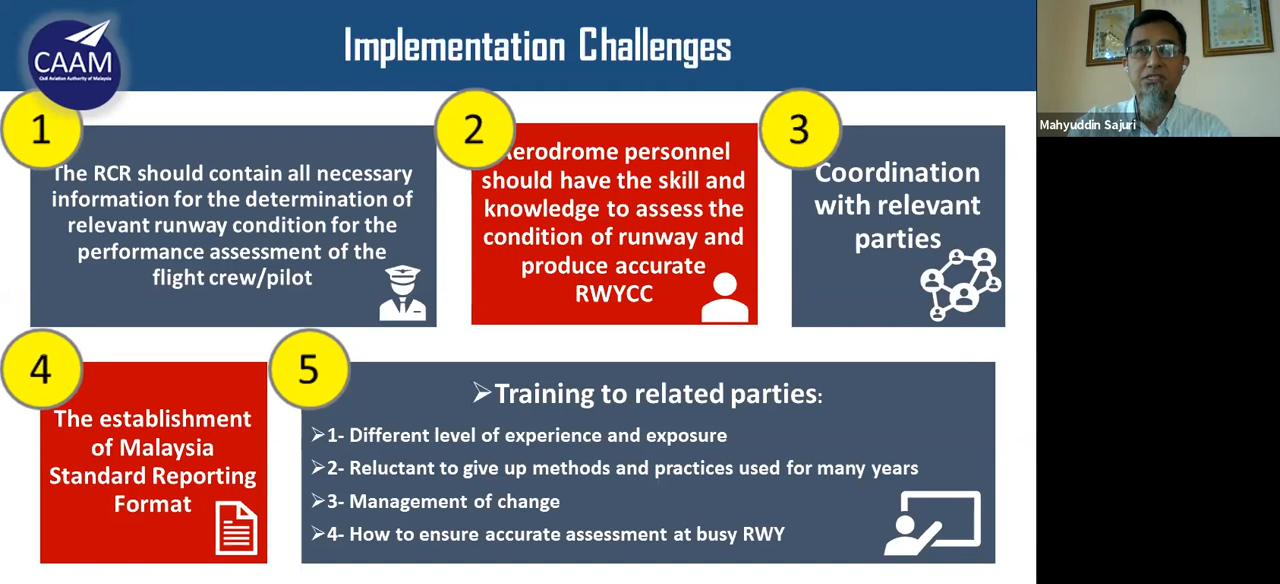 Implementation Challenges
CAAM
Civil Aviation Authority of Malaysia
Mahyuddin Sajuri
1
The RCR should contain all necessary
information for the determination of
relevant runway condition for the
performance assessment of the
flight crew/pilot
2
Aerodrome personnel
should have the skill and
knowledge to assess the
condition of runway and
produce accurate
RWYCC
3
Coordination
with relevant
parties
4
The establishment
of Malaysia
Standard Reporting
Format
5
➢Training to related parties:
➢1- Different level of experience and exposure
➢2- Reluctant to give up methods and practices used for many years
➢3- Management of change
➢4- How to ensure accurate assessment at busy RWY